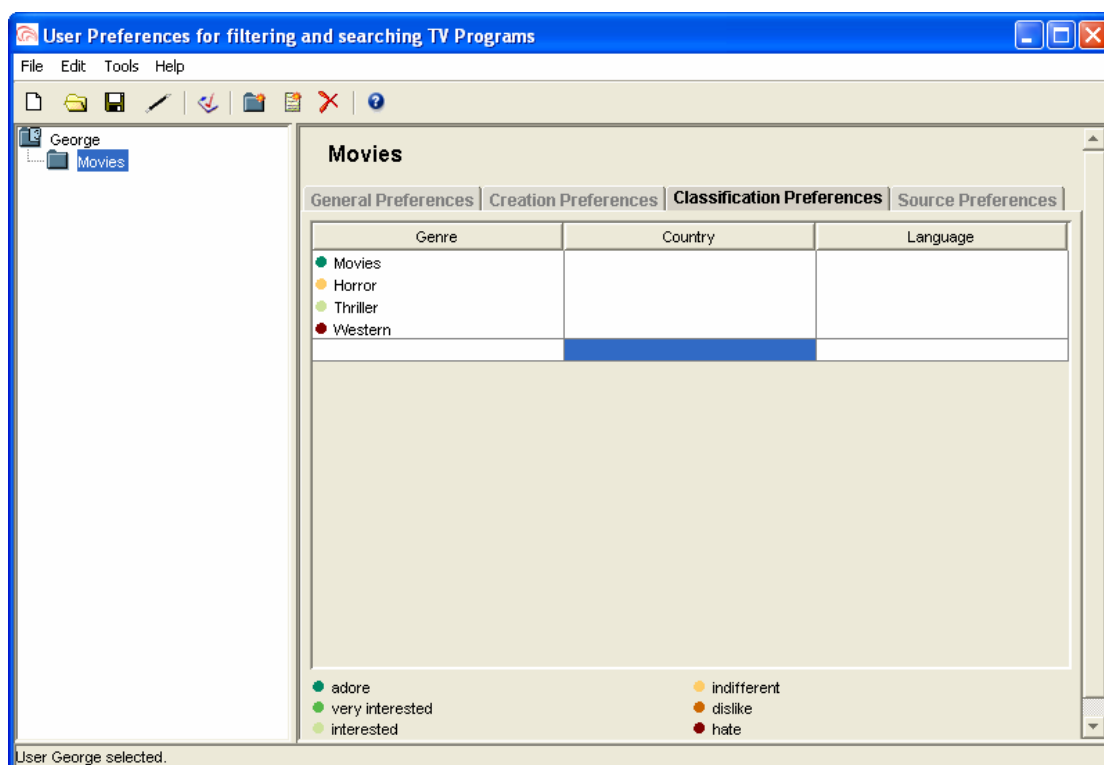 User Preferences for filtering and searching TV Programs
File Edit Tools Help
George
Movies
Movies
General Preferences Creation Preferences Classification Preferences Source Preferences
Genre Country Language
Movies
Horror
Thriller
Western
adore indifferent
very interested dislike
interested hate
User George selected.